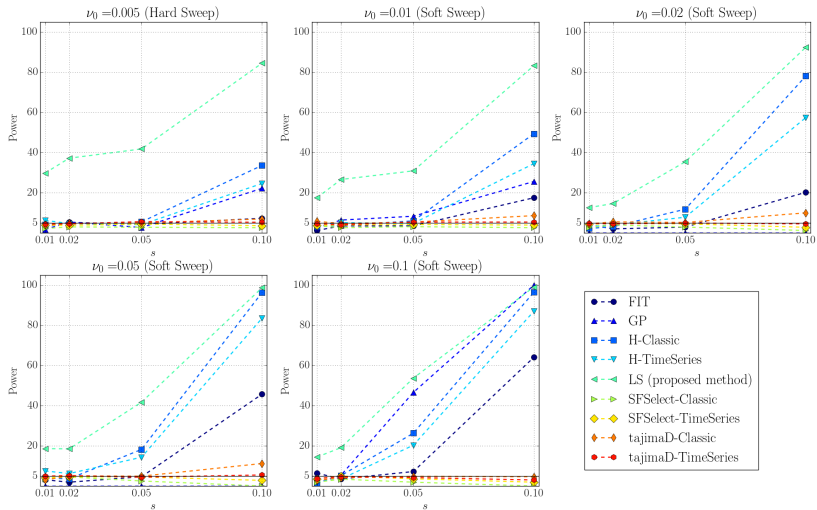 ν₀ =0.005 (Hard Sweep)
ν₀ =0.01 (Soft Sweep)
ν₀ =0.02 (Soft Sweep)
100
80
60
40
20
5
Power
0.01 0.02 0.05 0.10
s
100
80
60
40
20
5
Power
0.01 0.02 0.05 0.10
s
100
80
60
40
20
5
Power
0.01 0.02 0.05 0.10
s
ν₀ =0.05 (Soft Sweep)
ν₀ =0.1 (Soft Sweep)
100
80
60
40
20
5
Power
0.01 0.02 0.05 0.10
s
100
80
60
40
20
5
Power
0.01 0.02 0.05 0.10
s
FIT
GP
H-Classic
H-TimeSeries
LS (proposed method)
SFSelect-Classic
SFSelect-TimeSeries
tajimaD-Classic
tajimaD-TimeSeries